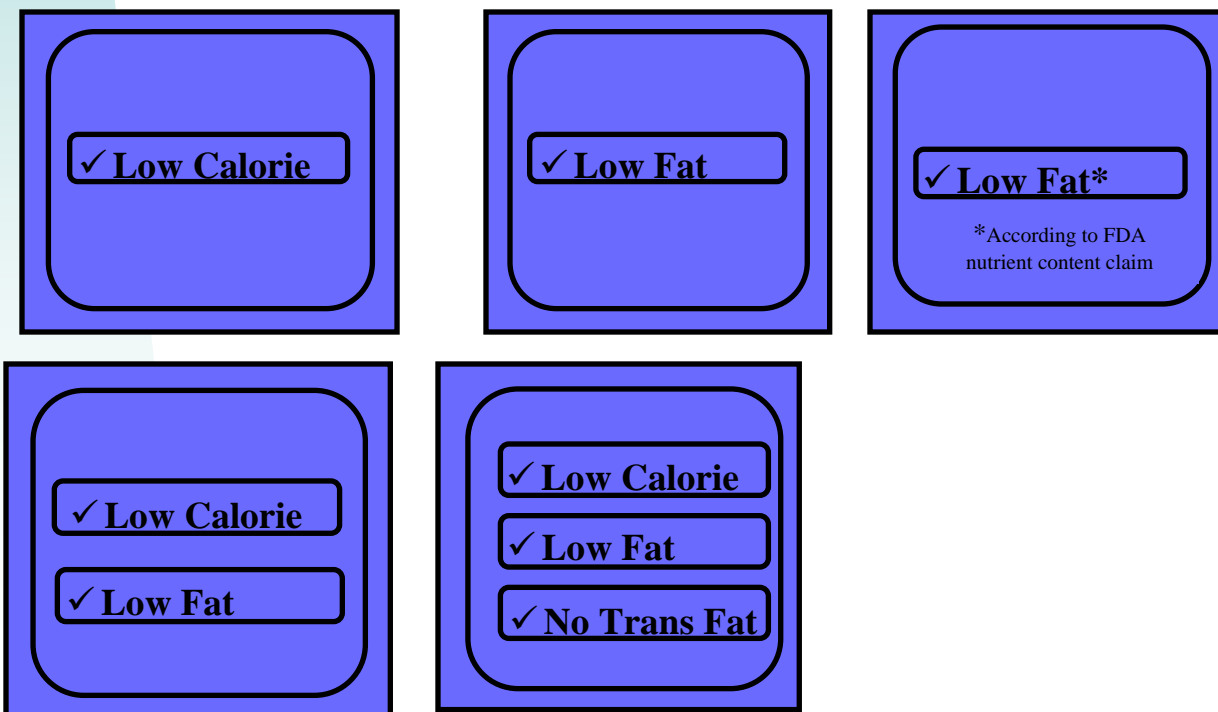 ✓ Low Calorie
✓ Low Fat
✓ Low Fat*
*According to FDA
nutrient content claim
✓ Low Calorie
✓ Low Fat
✓ Low Calorie
✓ Low Fat
✓ No Trans Fat